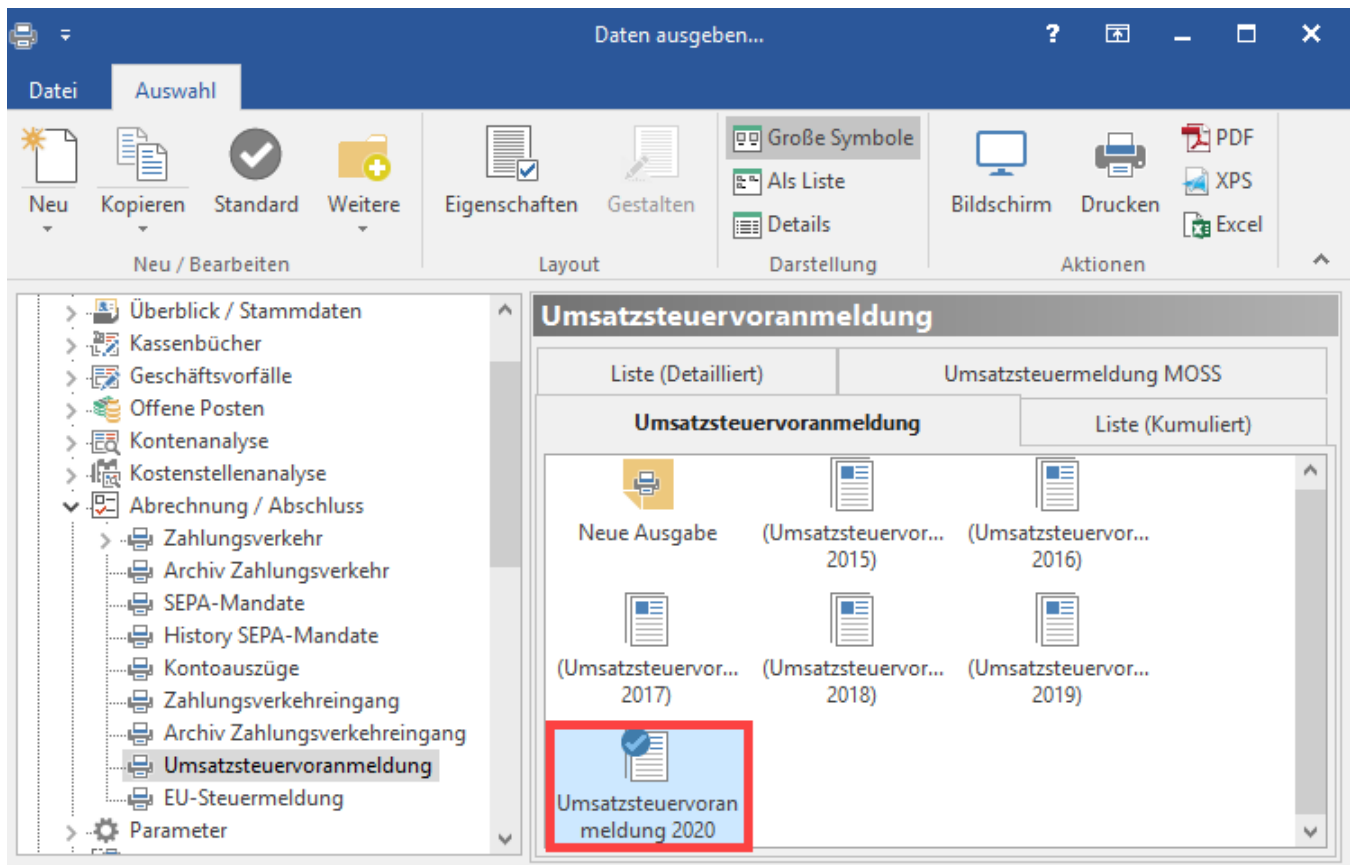 Daten ausgeben...
?
Datei
Auswahl
Neu
Kopieren
Standard
Weitere
Neu / Bearbeiten
Eigenschaften
Gestalten
Layout
Große Symbole
Als Liste
Details
Darstellung
Bildschirm
Drucken
PDF
XPS
Excel
Aktionen
Überblick / Stammdaten
Kassenbücher
Geschäftsvorfälle
Offene Posten
Kontenanalyse
Kostenstellenanalyse
Abrechnung / Abschluss
Zahlungsverkehr
Archiv Zahlungsverkehr
SEPA-Mandate
History SEPA-Mandate
Kontoauszüge
Zahlungsverkehreingang
Archiv Zahlungsverkehreingang
Umsatzsteuervoranmeldung
EU-Steuermeldung
Parameter
Umsatzsteuervoranmeldung
Liste (Detailliert)
Umsatzsteuermeldung MOSS
Umsatzsteuervoranmeldung
Liste (Kumuliert)
Neue Ausgabe
(Umsatzsteuervor...
2015)
(Umsatzsteuervor...
2016)
(Umsatzsteuervor...
2017)
(Umsatzsteuervor...
2018)
(Umsatzsteuervor...
2019)
Umsatzsteuervoran
meldung 2020